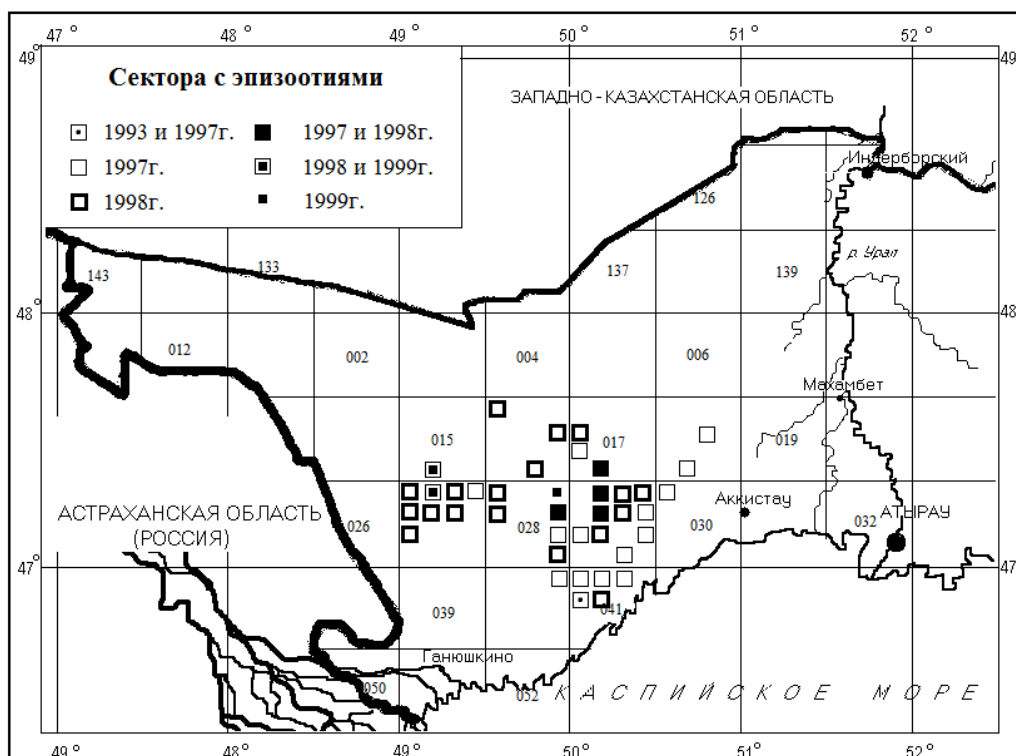 47° 48° 49° 50° 51° 52°
49° 49
Сектора с эпизоотиями
1993 и 1997г.
1997 и 1998г.
1997г.
1998 и 1999г.
1998г.
1999г.
ЗАПАДНО - КАЗАХСТАНСКАЯ ОБЛАСТЬ
Индерборский
126
р. Урал
143
133
137
139
48° 48
012
002
004
006
Махамбет
015
017
019
АСТРАХАНСКАЯ ОБЛАСТЬ
(РОССИЯ)
026
028
030
Аккистау
032
АТЫРАУ
47° 47
039
041
Ганюшкино
050
052
КАСПИЙСКОЕ МОРЕ
49° 48° 49° 50° 51° 52°